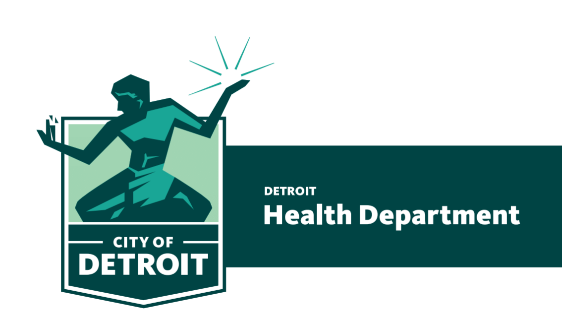 CITY OF
DETROIT
DETROIT
Health Department